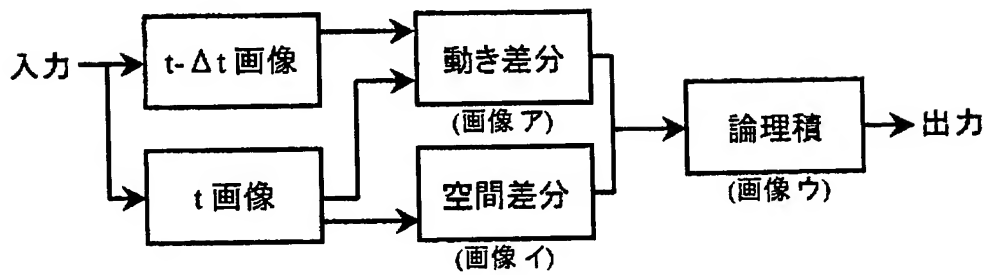 入力
t-Δt 画像
動き差分
(画像 ア)
論理積
出力
(画像 ウ)
t 画像
空間差分
(画像 イ)